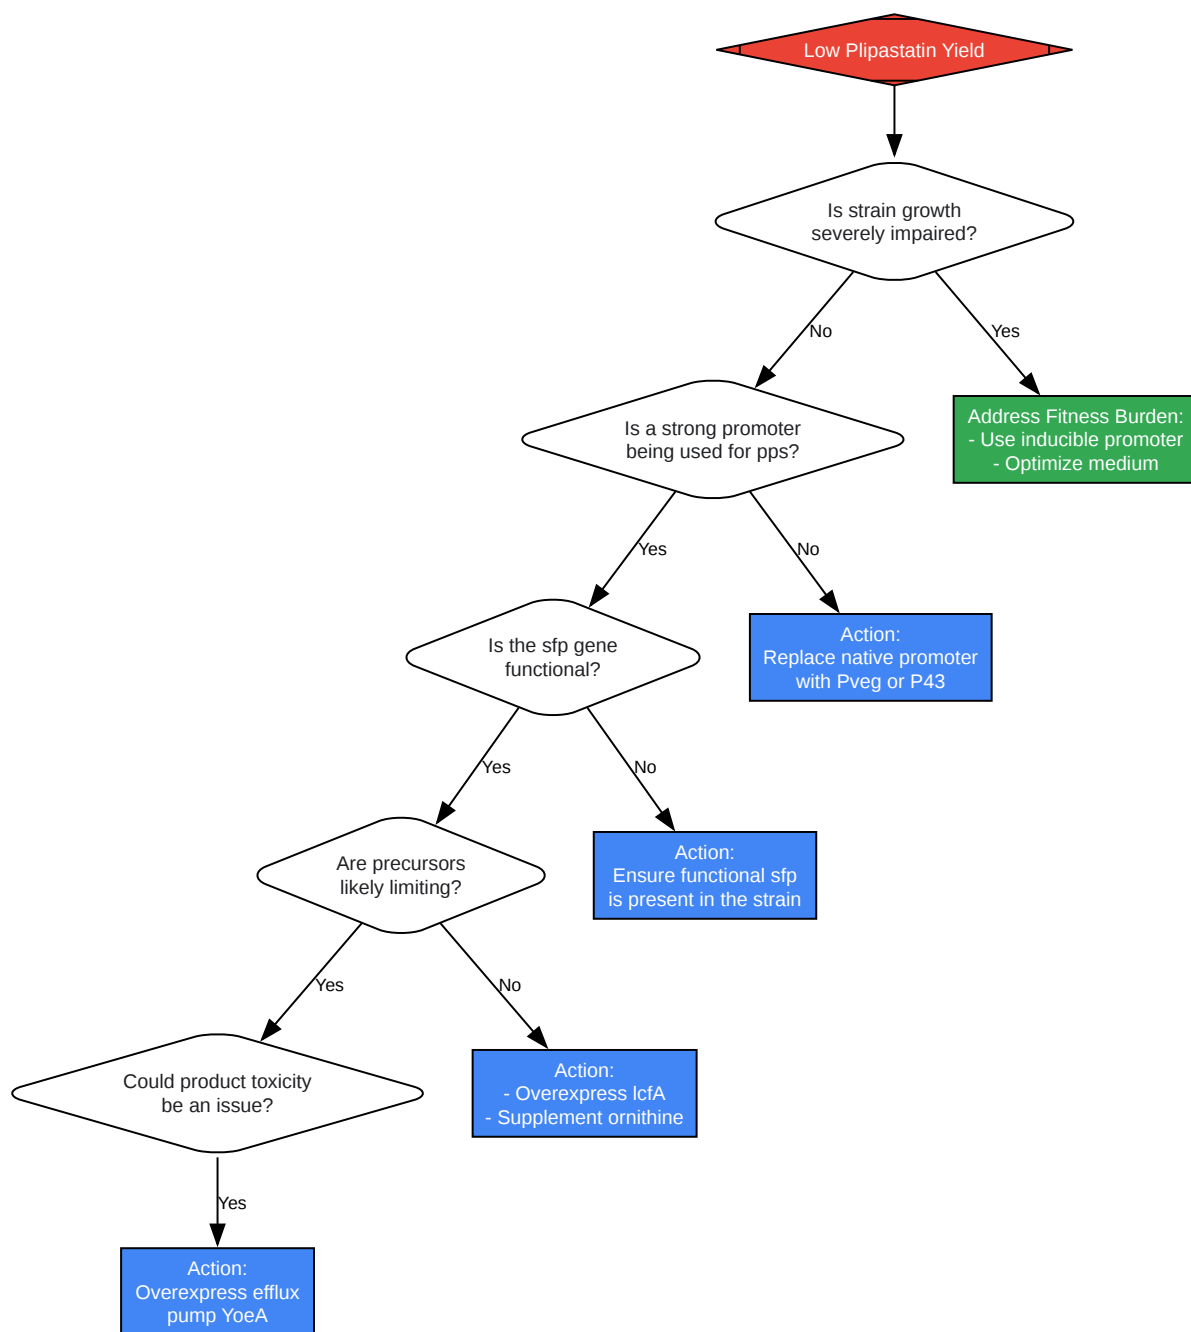 Low Plipastatin Yield
Is strain growth
severely impaired?
No
Yes
Is a strong promoter
being used for pps?
Address Fitness Burden:
- Use inducible promoter
- Optimize medium
Yes
No
Is the sfp gene
functional?
Action:
Replace native promoter
with Pveg or P43
Yes
No
Are precursors
likely limiting?
Action:
Ensure functional sfp
is present in the strain
Yes
No
Could product toxicity
be an issue?
Action:
- Overexpress lcfA
- Supplement ornithine
Yes
Action:
Overexpress efflux
pump YoeA